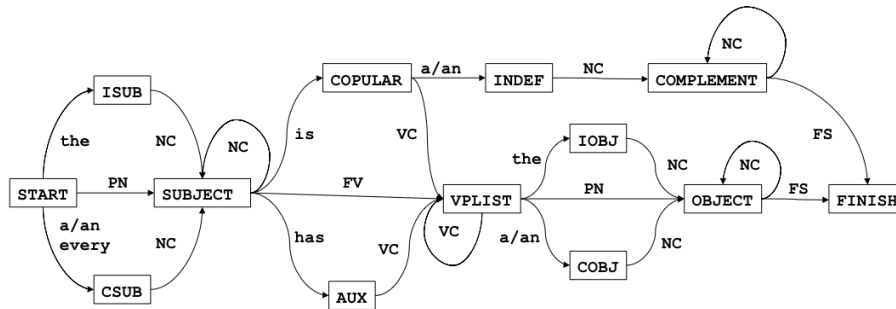 NC
COPULAR a/an INDEF NC COMPLEMENT
ISUB
the NC NC is VC the IOBJ NC NC FS
START PN SUBJECT FV VPLIST PN OBJECT FS FINISH
a/an
every NC has VC VC a/an COBJ NC
CSUB AUX